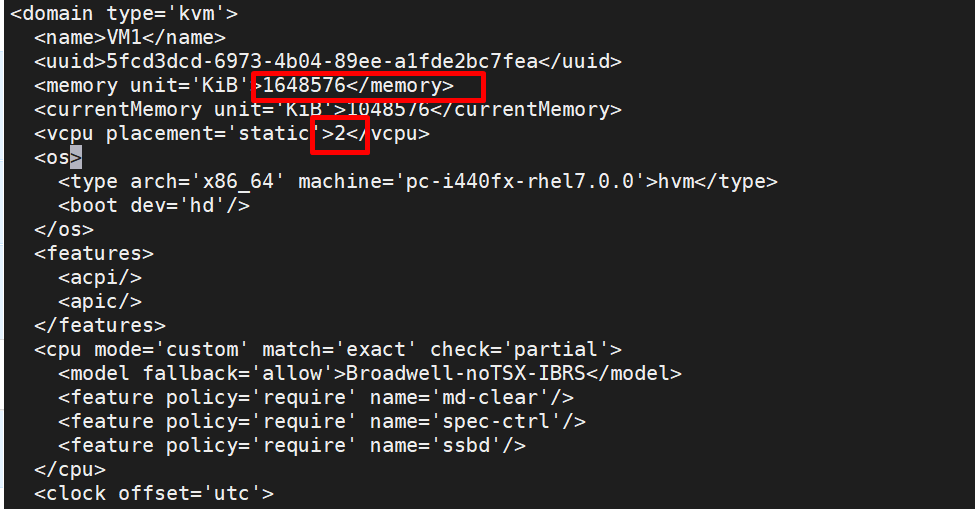 <domain type='kvm'>
  <name>VM1</name>
  <uuid>5fcd3dcd-6973-4b04-89ee-a1fde2bc7fea</uuid>
  <memory unit='KiB'>1648576</memory>
  <currentMemory unit='KiB'>1048576</currentMemory>
  <vcpu placement='static'>2</vcpu>
  <os>
    <type arch='x86_64' machine='pc-i440fx-rhel7.0.0'>hvm</type>
    <boot dev='hd'/>
  </os>
  <features>
    <acpi/>
    <apic/>
  </features>
  <cpu mode='custom' match='exact' check='partial'>
    <model fallback='allow'>Broadwell-noTSX-IBRS</model>
    <feature policy='require' name='md-clear'/>
    <feature policy='require' name='spec-ctrl'/>
    <feature policy='require' name='ssbd'/>
  </cpu>
  <clock offset='utc'>